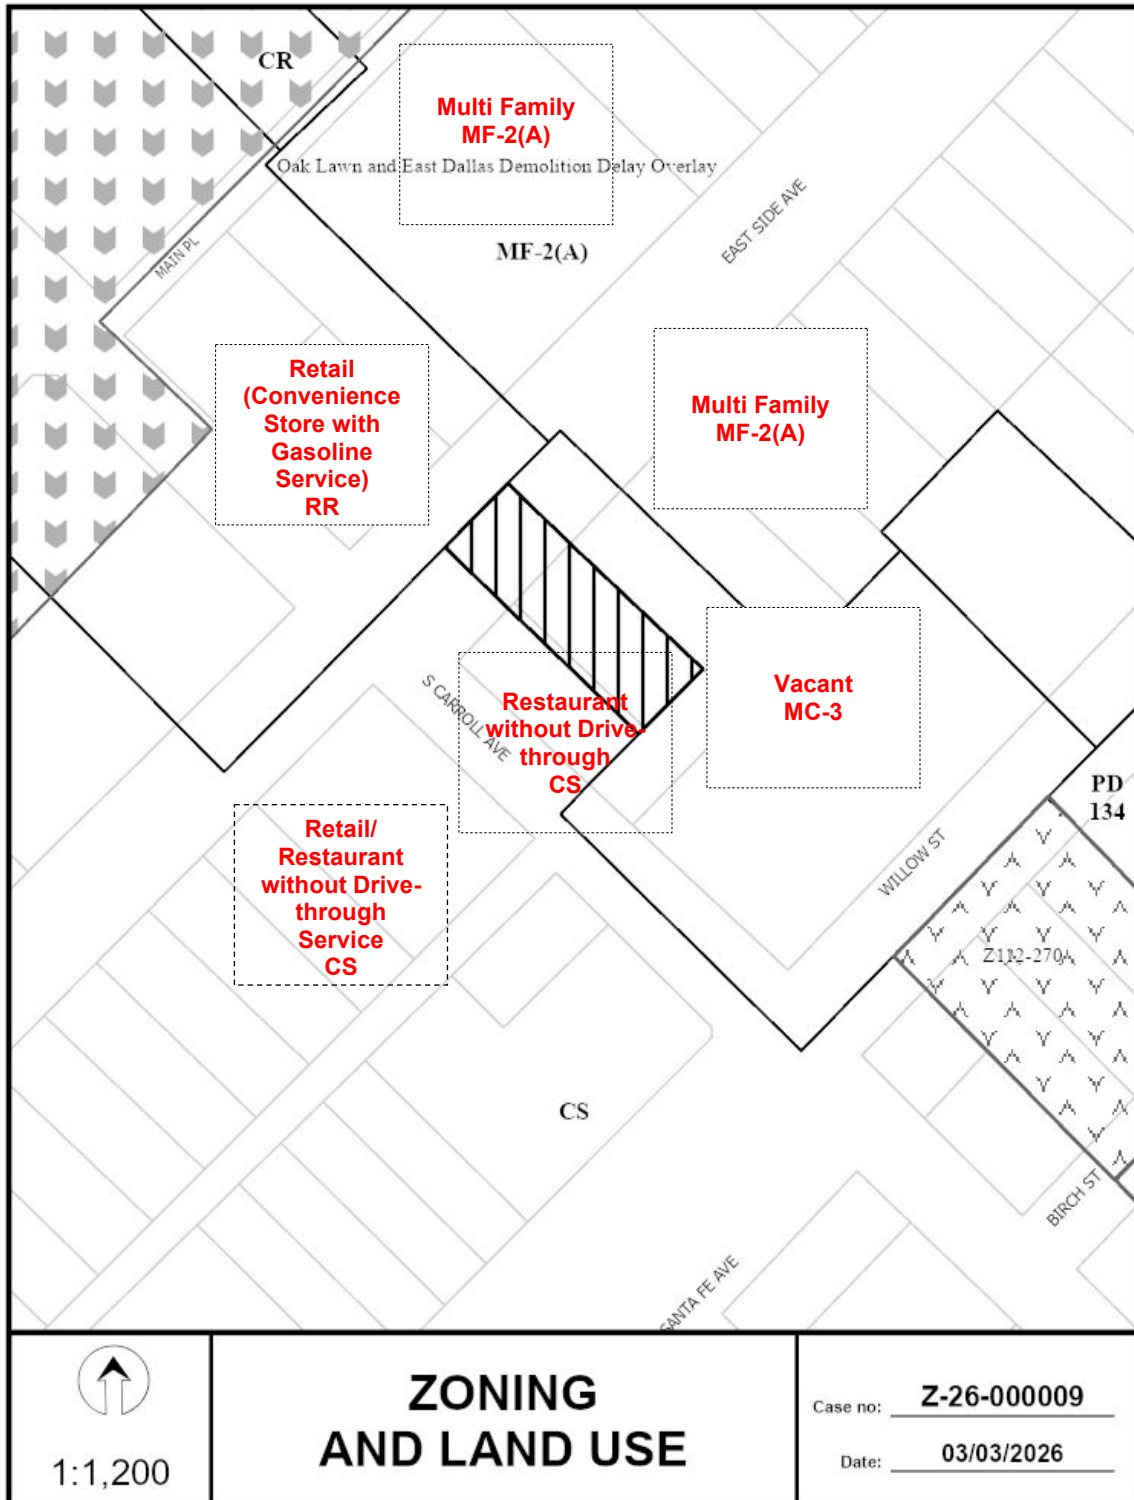 CR
Multi Family
MF-2(A)
Oak Lawn and East Dallas Demolition Delay Overlay
MF-2(A)
EAST SIDE AVE
MAIN PL
Retail
(Convenience
Store with
Gasoline
Service)
RR
Multi Family
MF-2(A)
S CARROLL AVE
Restaurant
without Drive-
through
CS
Vacant
MC-3
PD
134
Retail/
Restaurant
without Drive-
through
Service
CS
WILLOW ST
Z112-270
CS
BIRCH ST
SANTA FE AVE
1:1,200
ZONING
AND LAND USE
Case no: Z-26-000009
Date: 03/03/2026